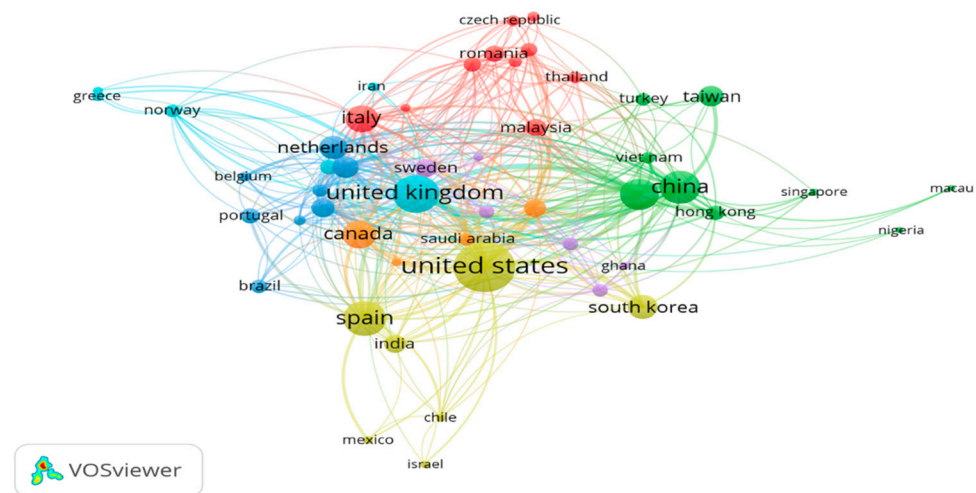 czech republic
romania
thailand
iran
greece
norway
turkey
taiwan
italy
malaysia
netherlands
viet nam
belgium
sweden
united kingdom
china
singapore
macau
portugal
hong kong
canada
saudi arabia
nigeria
united states
ghana
brazil
spain
south korea
india
chile
mexico
israel
VOSviewer